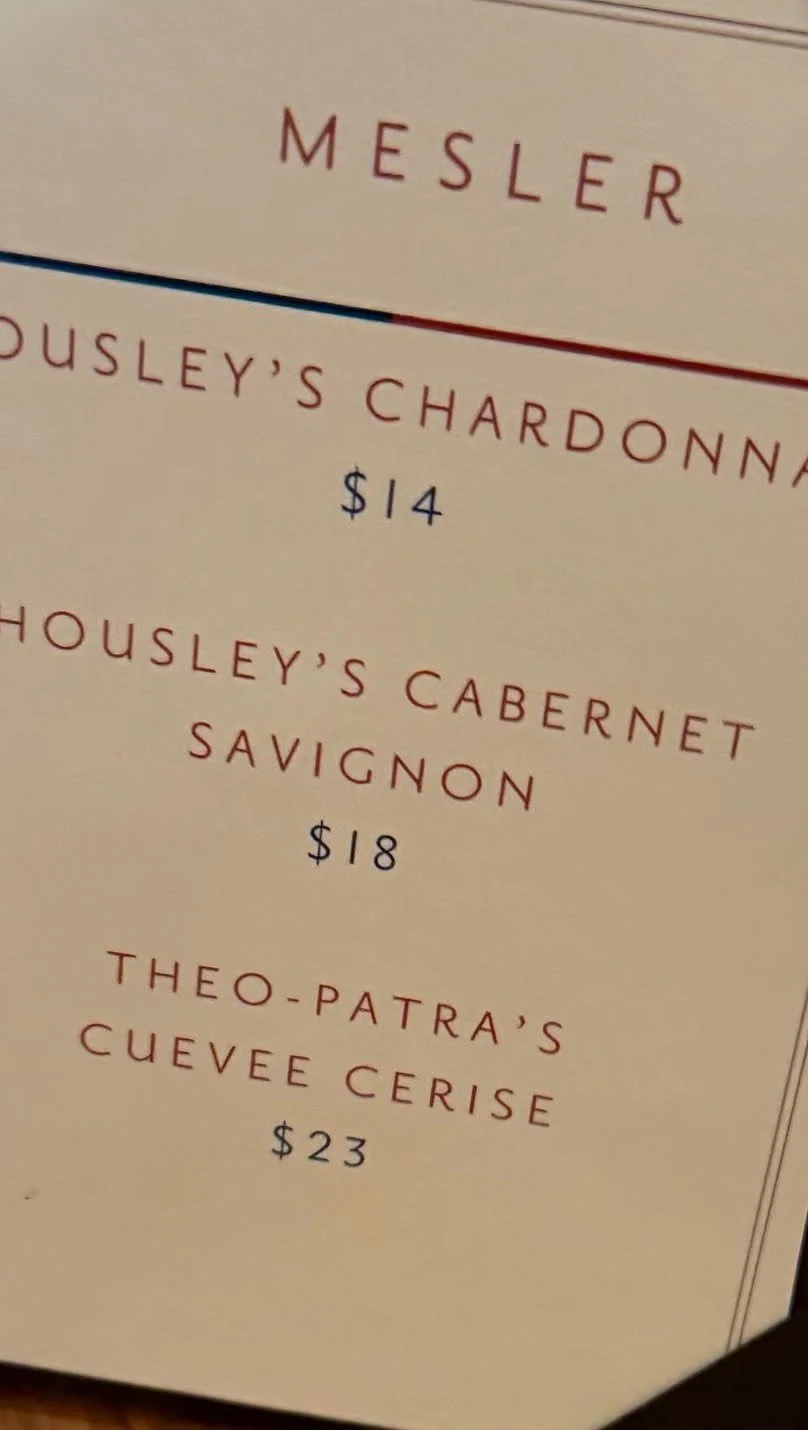 MESLER
OUSLEY'S CHARDONNA
$14
HOUSLEY'S CABERNET
SAVIGNON
$18
THEO-PATRA'S
CUEVEE CERISE
$23